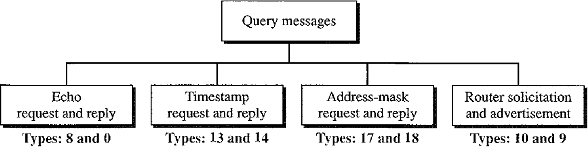 Query messages
Echo
request and reply
Types: 8 and 0
Timestamp
request and reply
Types: 13 and 14
Address-mask
request and reply
Types: 17 and 18
Router solicitation
and advertisement
Types: 10 and 9